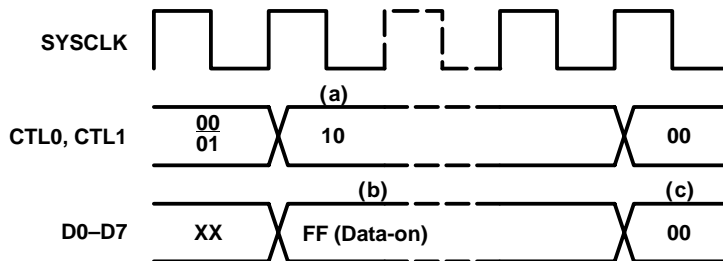 SYSCLK
(a)
CTL0, CTL1
00
01
10
00
(b)
(c)
D0–D7
XX
FF (Data-on)
00